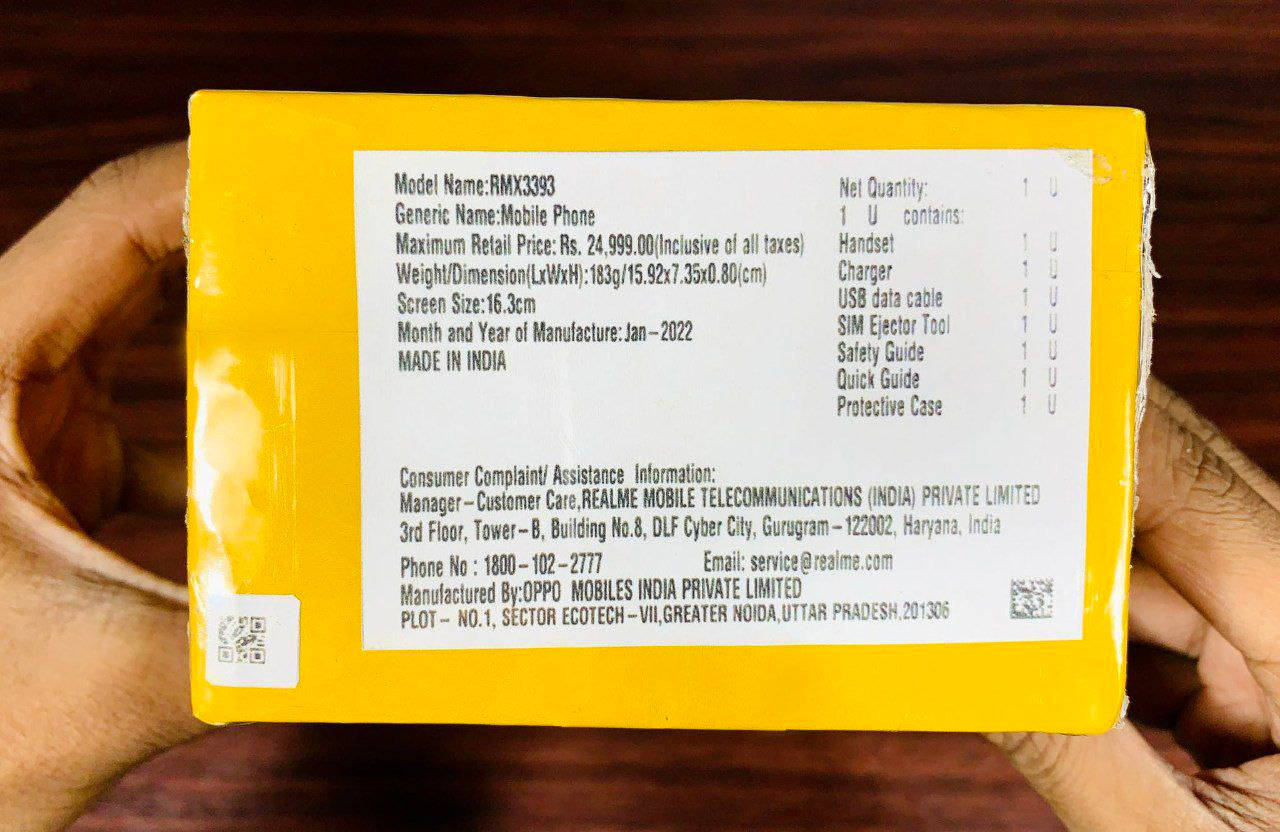 Model Name:RMX3393
Generic Name:Mobile Phone
Maximum Retail Price: Rs. 24,999.00(Inclusive of all taxes)
Weight/Dimension(LxWxH):183g/15.92x7.35x0.80(cm)
Screen Size:16.3cm
Month and Year of Manufacture:Jan-2022
MADE IN INDIA
Net Quantity: 1 U
1 U contains:
Handset 1 U
Charger 1 U
USB data cable 1 U
SIM Ejector Tool 1 U
Safety Guide 1 U
Quick Guide 1 U
Protective Case 1 U
Consumer Complaint/ Assistance Information:
Manager-Customer Care,REALME MOBILE TELECOMMUNICATIONS (INDIA) PRIVATE LIMITED
3rd Floor, Tower-B, Building No.8, DLF Cyber City, Gurugram-122002, Haryana, India
Phone No : 1800-102-2777 Email: service@realme.com
Manufactured By:OPPO MOBILES INDIA PRIVATE LIMITED
PLOT- NO.1, SECTOR ECOTECH-VII,GREATER NOIDA,UTTAR PRADESH,201306